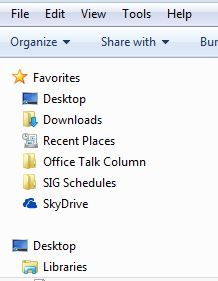 File Edit View Tools Help
Organize Share with
Favorites
Desktop
Downloads
Recent Places
Office Talk Column
SIG Schedules
SkyDrive
Desktop
Libraries